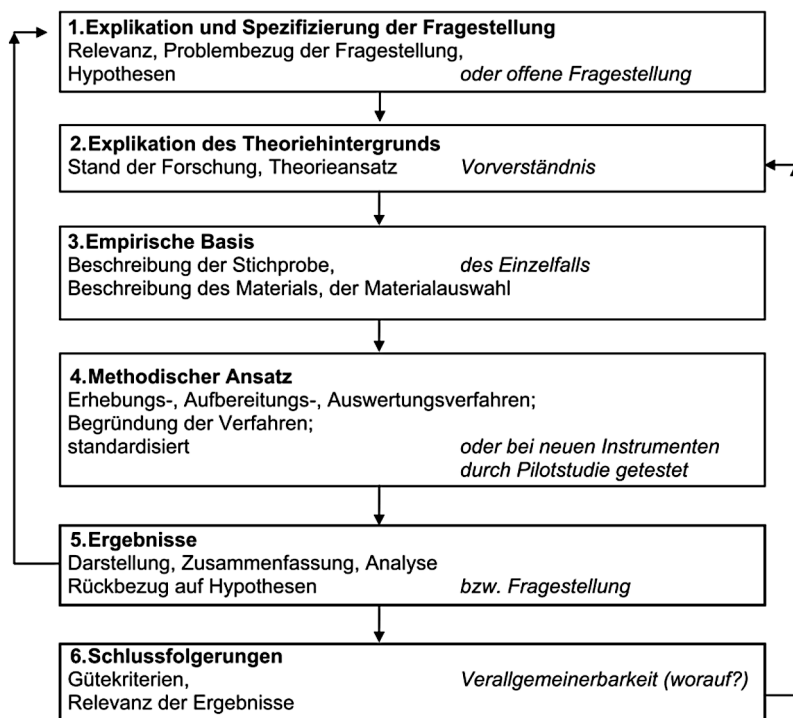 1.Explikation und Spezifizierung der Fragestellung
Relevanz, Problembezug der Fragestellung,
Hypothesen oder offene Fragestellung
2.Explikation des Theoriehintergrunds
Stand der Forschung, Theorieansatz Vorverständnis
3.Empirische Basis
Beschreibung der Stichprobe, des Einzelfalls
Beschreibung des Materials, der Materialauswahl
4.Methodischer Ansatz
Erhebungs-, Aufbereitungs-, Auswertungsverfahren;
Begründung der Verfahren;
standardisiert oder bei neuen Instrumenten
durch Pilotstudie getestet
5.Ergebnisse
Darstellung, Zusammenfassung, Analyse
Rückbezug auf Hypothesen bzw. Fragestellung
6.Schlussfolgerungen
Gütekriterien, Verallgemeinerbarkeit (worauf?)
Relevanz der Ergebnisse